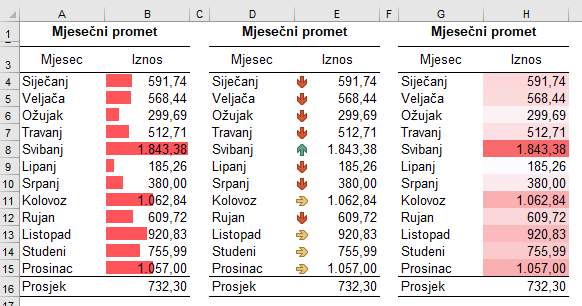 A B C D E F G H
1 Mjesečni promet Mjesečni promet Mjesečni promet
3 Mjesec Iznos Mjesec Iznos Mjesec Iznos
4 Siječanj 591,74 Siječanj 591,74 Siječanj 591,74
5 Veljača 568,44 Veljača 568,44 Veljača 568,44
6 Ožujak 299,69 Ožujak 299,69 Ožujak 299,69
7 Travanj 512,71 Travanj 512,71 Travanj 512,71
8 Svibanj 1.843,38 Svibanj 1.843,38 Svibanj 1.843,38
9 Lipanj 185,26 Lipanj 185,26 Lipanj 185,26
10 Srpanj 380,00 Srpanj 380,00 Srpanj 380,00
11 Kolovoz 1.062,84 Kolovoz 1.062,84 Kolovoz 1.062,84
12 Rujan 609,72 Rujan 609,72 Rujan 609,72
13 Listopad 920,83 Listopad 920,83 Listopad 920,83
14 Studeni 755,99 Studeni 755,99 Studeni 755,99
15 Prosinac 1.057,00 Prosinac 1.057,00 Prosinac 1.057,00
16 Prosjek 732,30 Prosjek 732,30 Prosjek 732,30